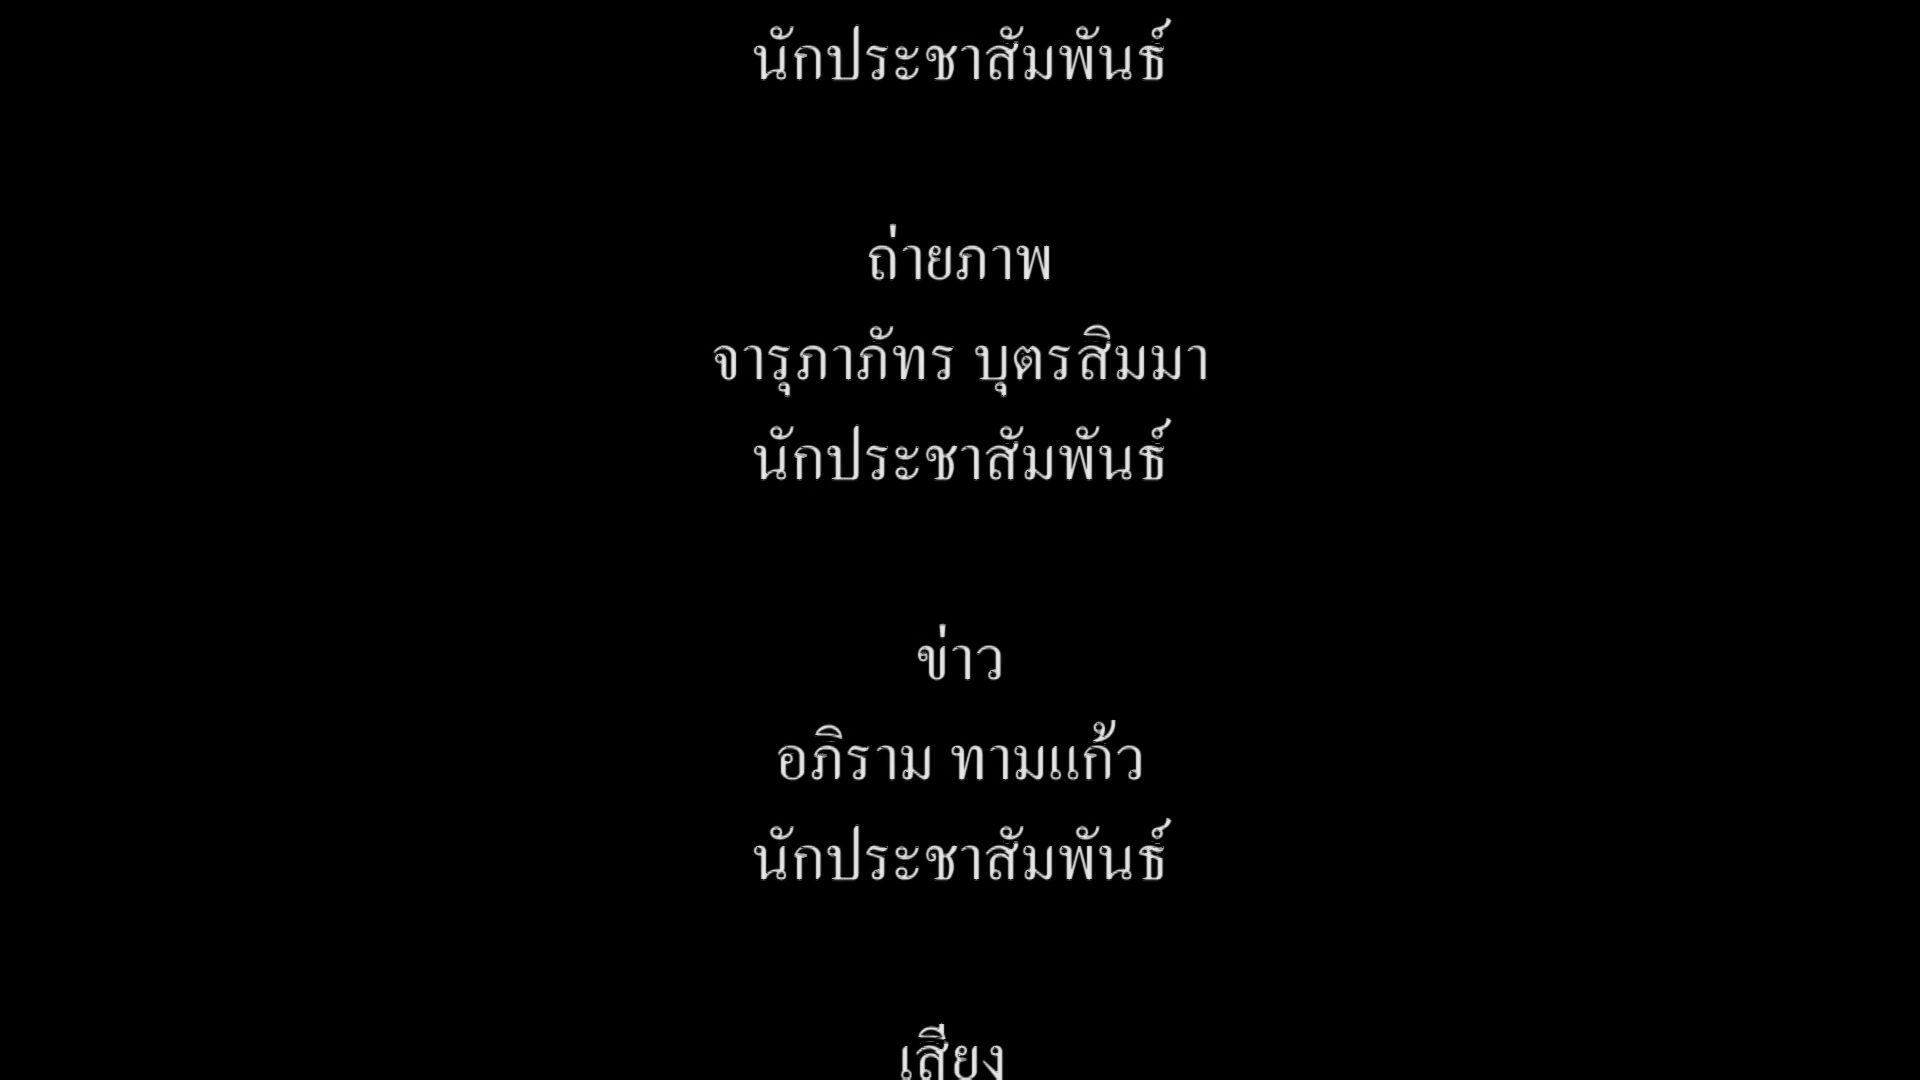 นักประชาสัมพันธ์
ถ่ายภาพ
จารุภาภัทร บุตรสิมมา
นักประชาสัมพันธ์
ข่าว
อภิราม ทามแก้ว
นักประชาสัมพันธ์
เสียง